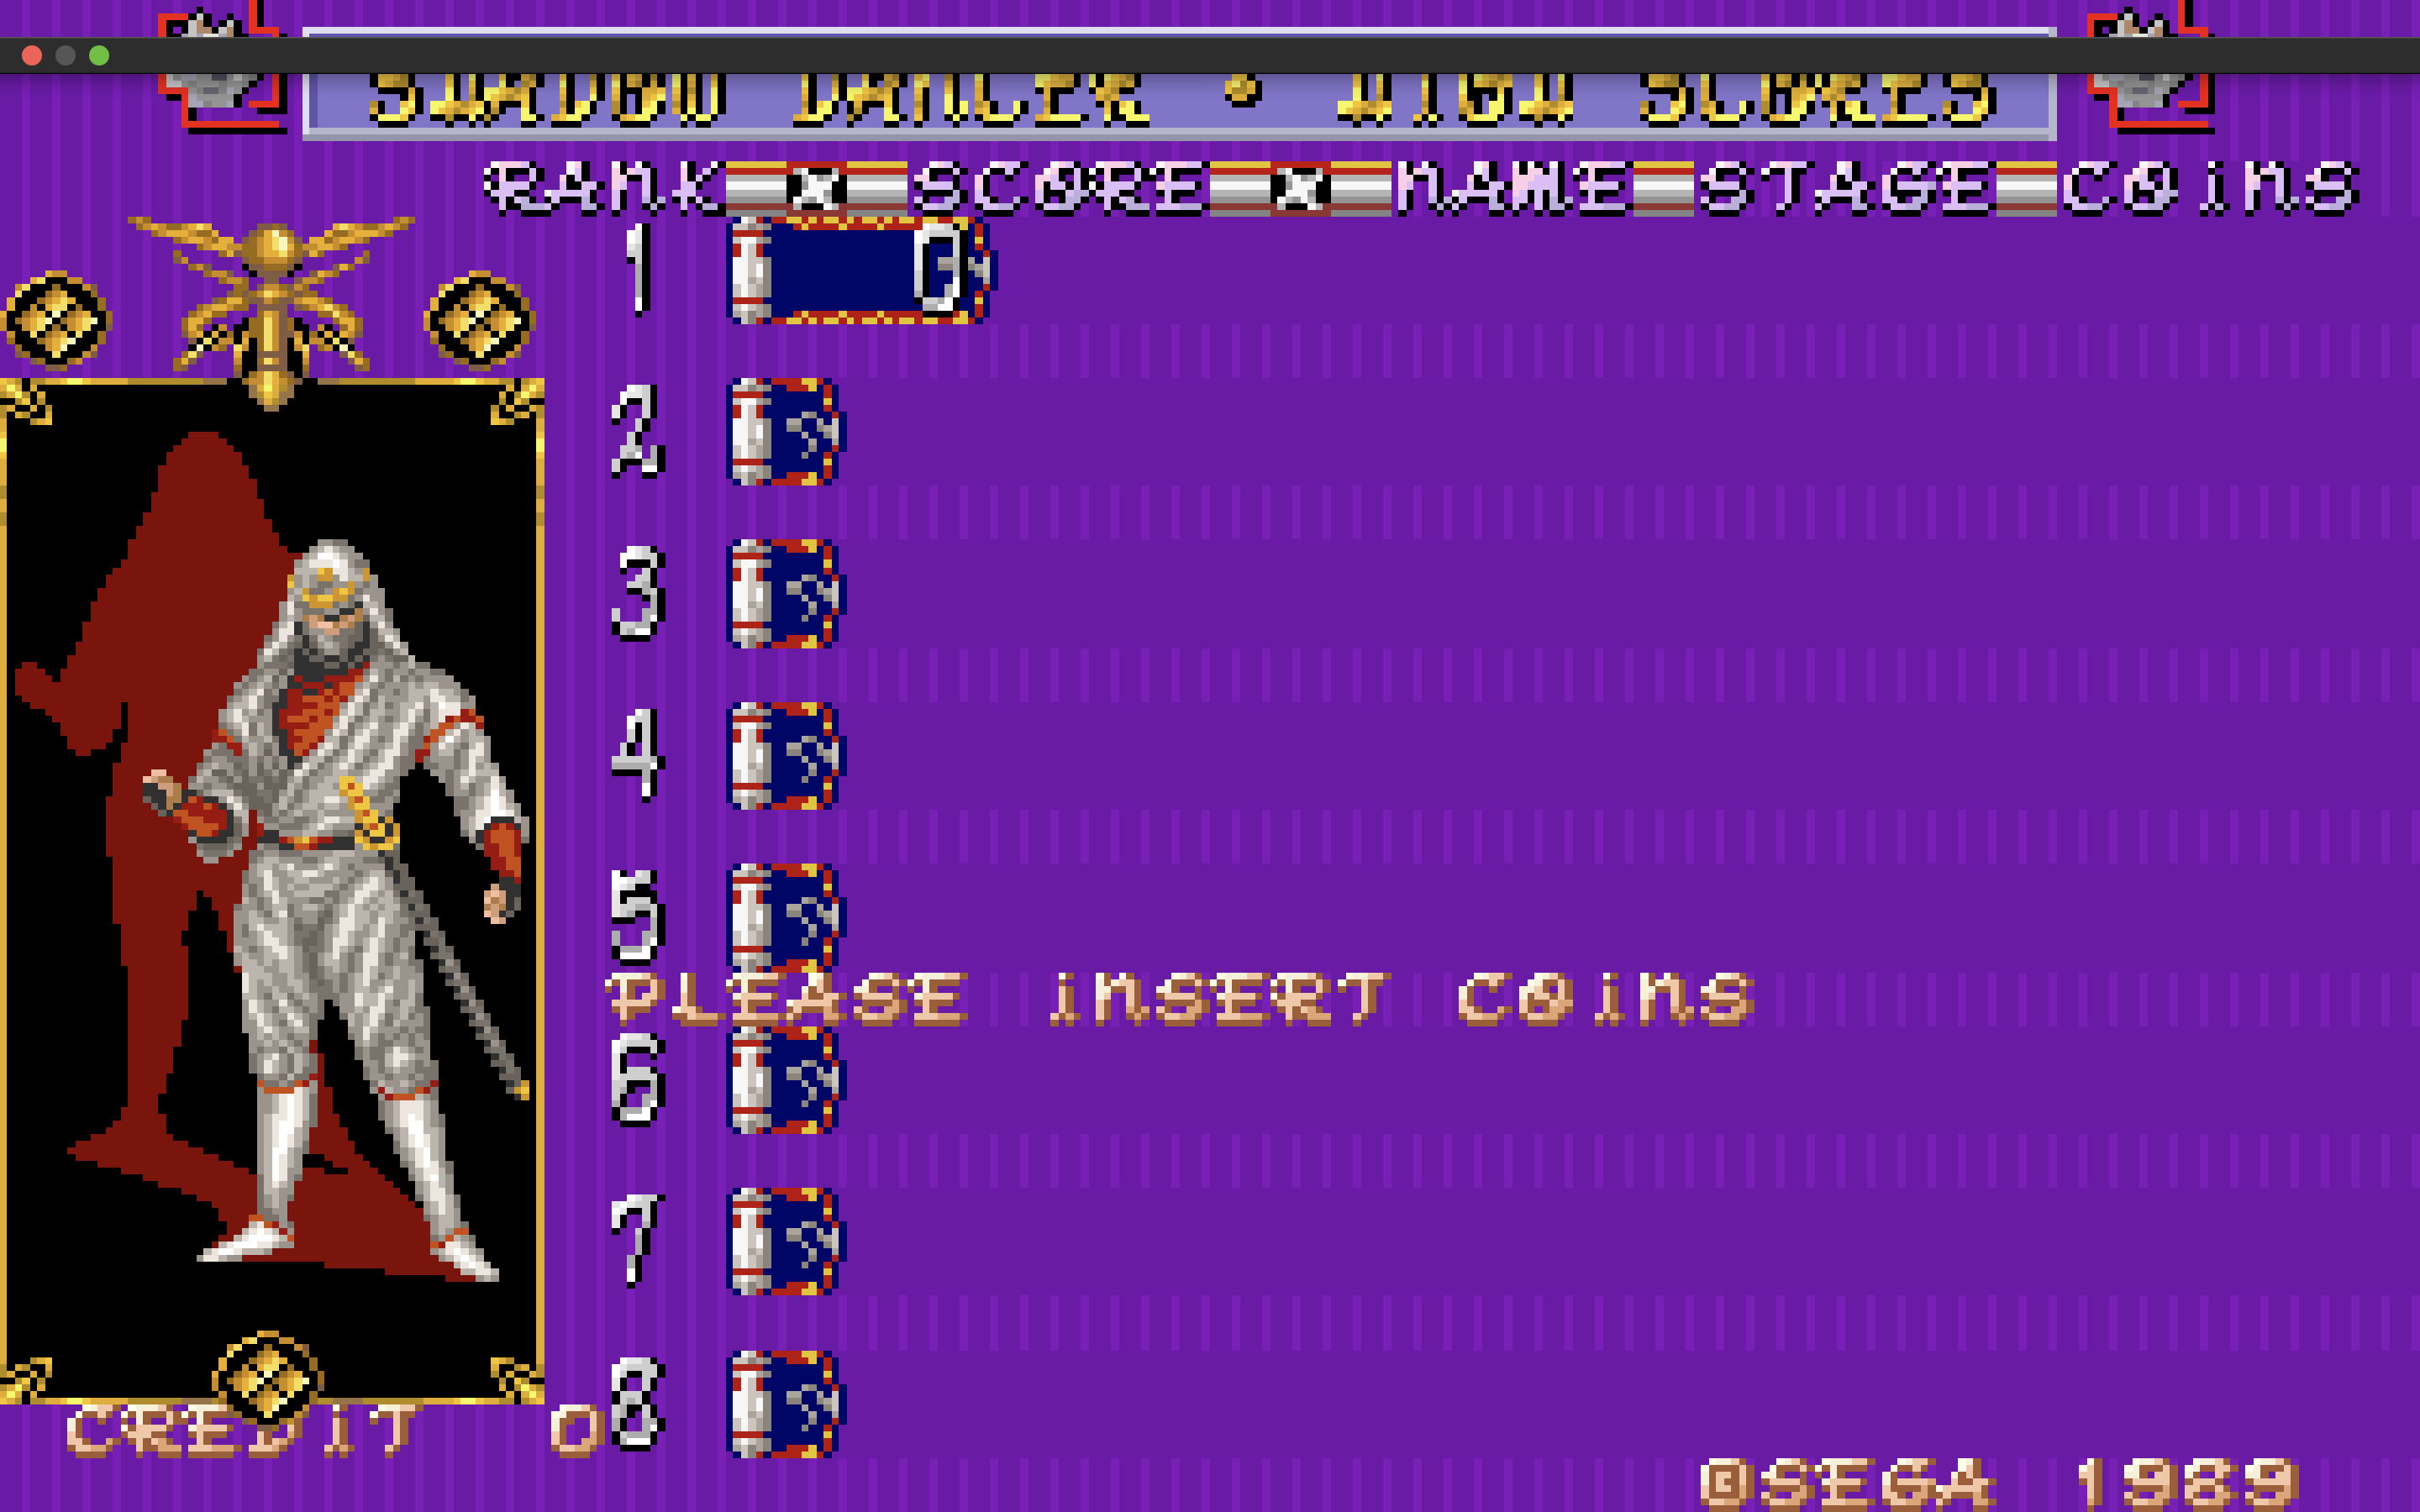 SHADOW DANCER • HIGH SCORES
RANK SCORE NAME STAGE COiNS
1
2
3
4
5
PLEASE iNSERT COiNS
6
7
8
CREDiT 0
©SEGA 1989